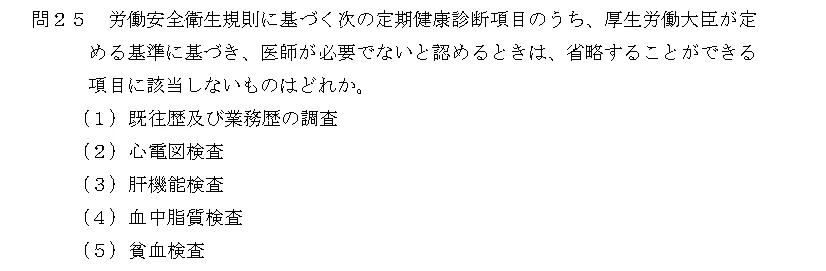 問２５　労働安全衛生規則に基づく次の定期健康診断項目のうち、厚生労働大臣が定
める基準に基づき、医師が必要でないと認めるときは、省略することができる
項目に該当しないものはどれか。
（１）既往歴及び業務歴の調査
（２）心電図検査
（３）肝機能検査
（４）血中脂質検査
（５）貧血検査